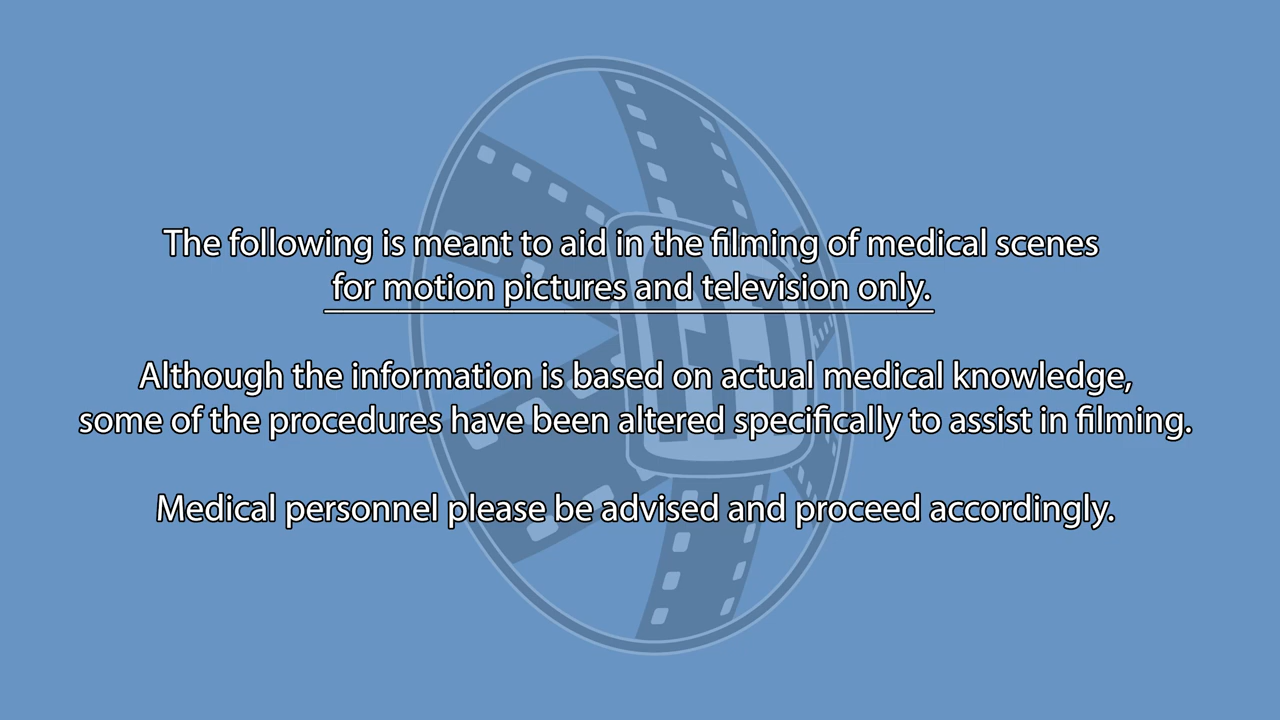 The following is meant to aid in the filming of medical scenes
for motion pictures and television only.
Although the information is based on actual medical knowledge,
some of the procedures have been altered specifically to assist in filming.
Medical personnel please be advised and proceed accordingly.